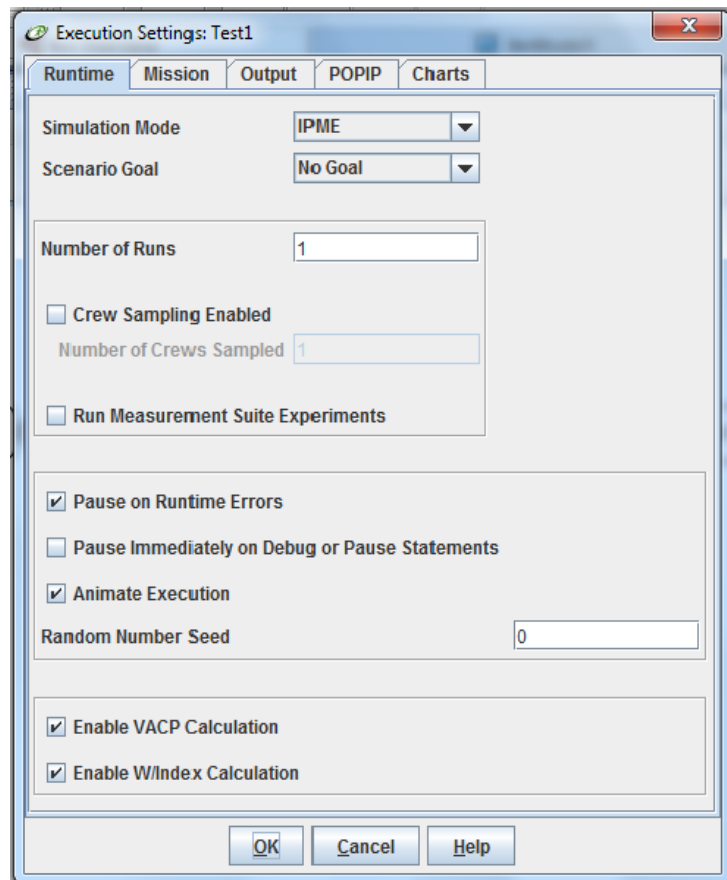 Execution Settings: Test1
Runtime Mission Output POPIP Charts
Simulation Mode IPME
Scenario Goal No Goal
Number of Runs 1
Crew Sampling Enabled
Number of Crews Sampled 1
Run Measurement Suite Experiments
Pause on Runtime Errors
Pause Immediately on Debug or Pause Statements
Animate Execution
Random Number Seed 0
Enable VACP Calculation
Enable W/Index Calculation
OK Cancel Help